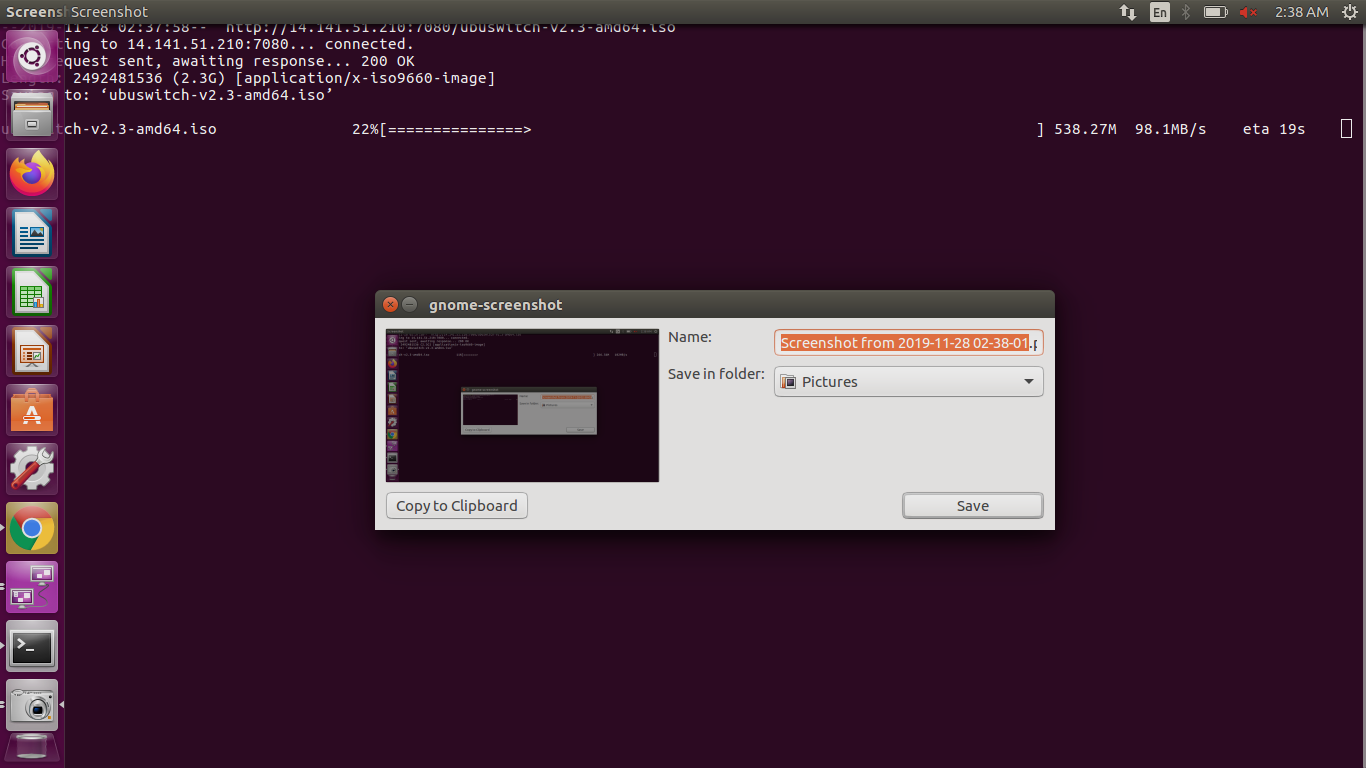 Screens Screenshot
En
2:38 AM
--2019-11-28 02:37:58-- http://14.141.51.210:7080/ubuswitch-v2.3-amd64.iso
ting to 14.141.51.210:7080... connected.
equest sent, awaiting response... 200 OK
: 2492481536 (2.3G) [application/x-iso9660-image]
to: ‘ubuswitch-v2.3-amd64.iso’
tch-v2.3-amd64.iso 22%[===============> ] 538.27M 98.1MB/s eta 19s
gnome-screenshot
Name: Screenshot from 2019-11-28 02-38-01.p
Save in folder: Pictures
Copy to Clipboard Save